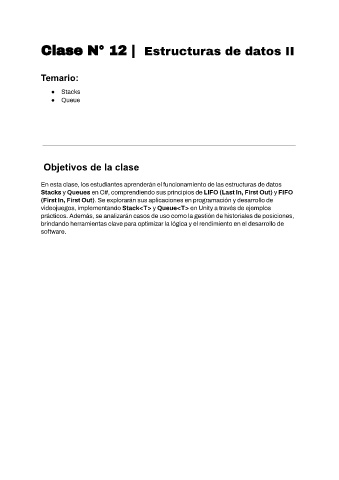 Clase N° 12 | Estructuras de datos II
Temario:
● Stacks
● Queue
Objetivos de la clase
En esta clase, los estudiantes aprenderán el funcionamiento de las estructuras de datos
Stacks y Queues en C#, comprendiendo sus principios de LIFO (Last In, First Out) y FIFO
(First In, First Out). Se explorarán sus aplicaciones en programación y desarrollo de
videojuegos, implementando Stack<T> y Queue<T> en Unity a través de ejemplos
prácticos. Además, se analizarán casos de uso como la gestión de historiales de posiciones,
brindando herramientas clave para optimizar la lógica y el rendimiento en el desarrollo de
software.